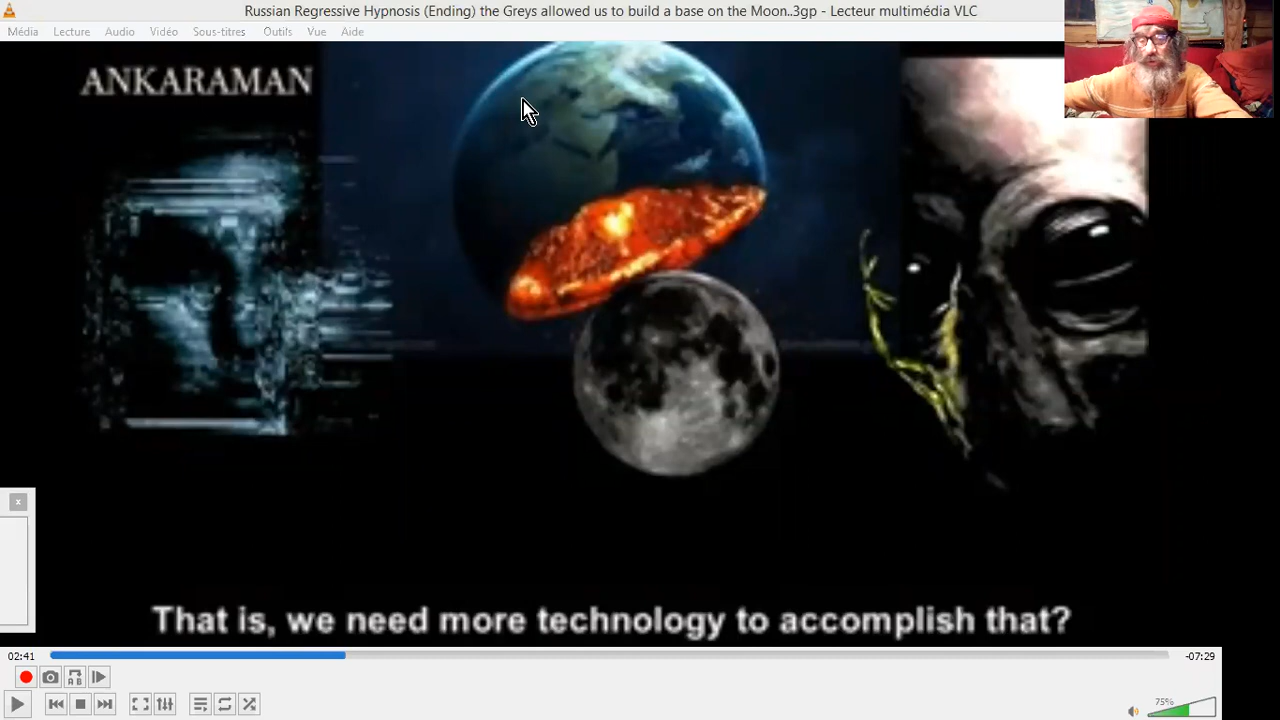 Russian Regressive Hypnosis (Ending) the Greys allowed us to build a base on the Moon..3gp - Lecteur multimédia VLC
Média Lecture Audio Vidéo Sous-titres Outils Vue Aide
ANKARAMAN
x
That is, we need more technology to accomplish that?
02:41 -07:29
75%